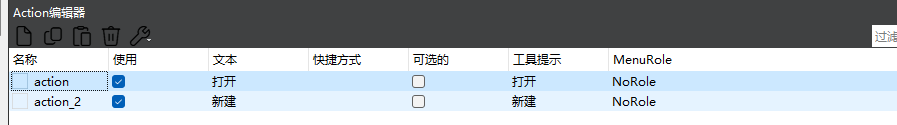 Action编辑器
过滤
名称 使用 文本 快捷方式 可选的 工具提示 MenuRole
action 打开 打开 NoRole
action_2 新建 新建 NoRole